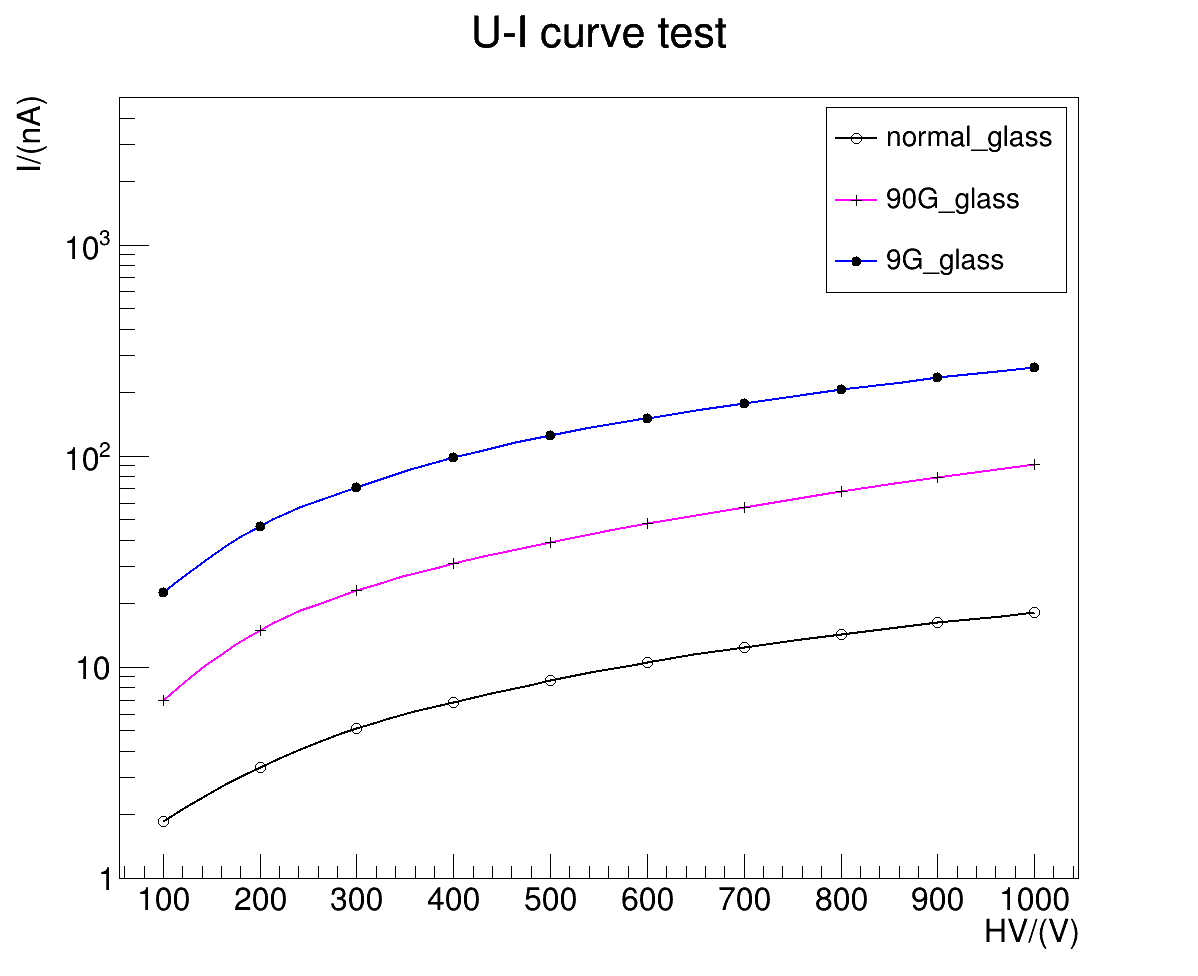 U-I curve test
I/(nA)
normal_glass
90G_glass
9G_glass
10³
10²
10
1
100 200 300 400 500 600 700 800 900 1000
HV/(V)